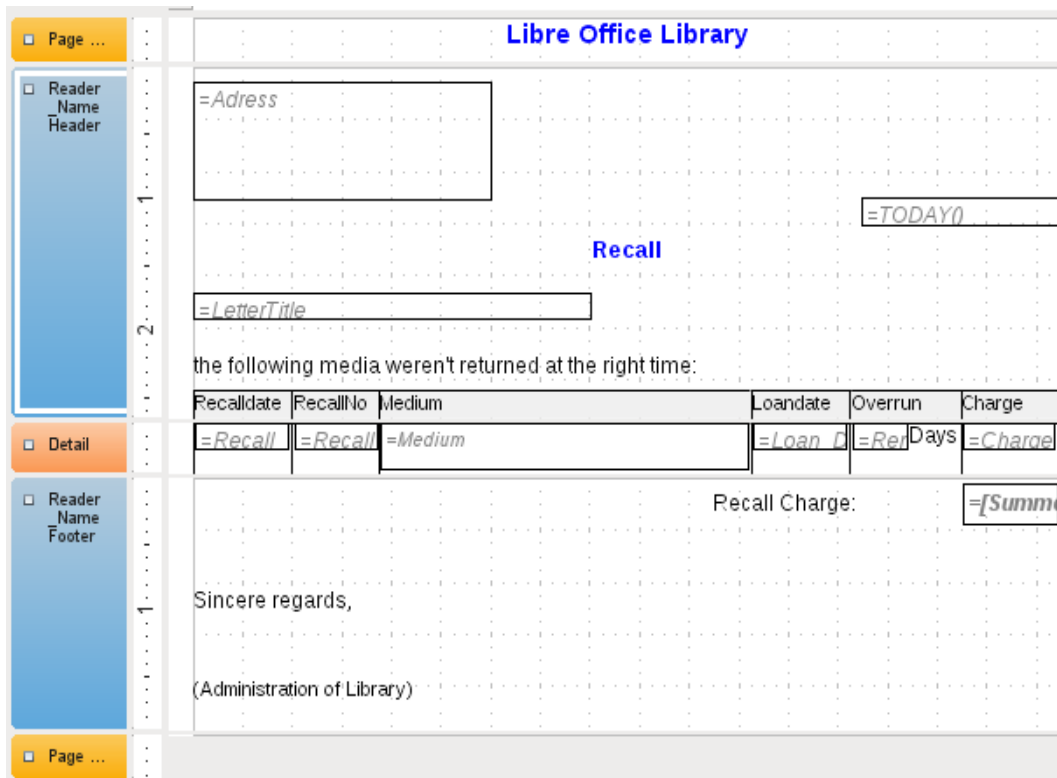 Page ...
Libre Office Library
Reader
_Name
Header
=Adress
1
=TODAY()
Recall
=LetterTitle
2
the following media weren't returned at the right time:
Recalldate RecallNo Medium Loandate Overrun Charge
Detail
=Recall_ =Recall =Medium =Loan_D =Rer Days =Charge
Reader
_Name
Footer
Recall Charge: =[Summe
1
Sincere regards,
(Administration of Library)
Page ...